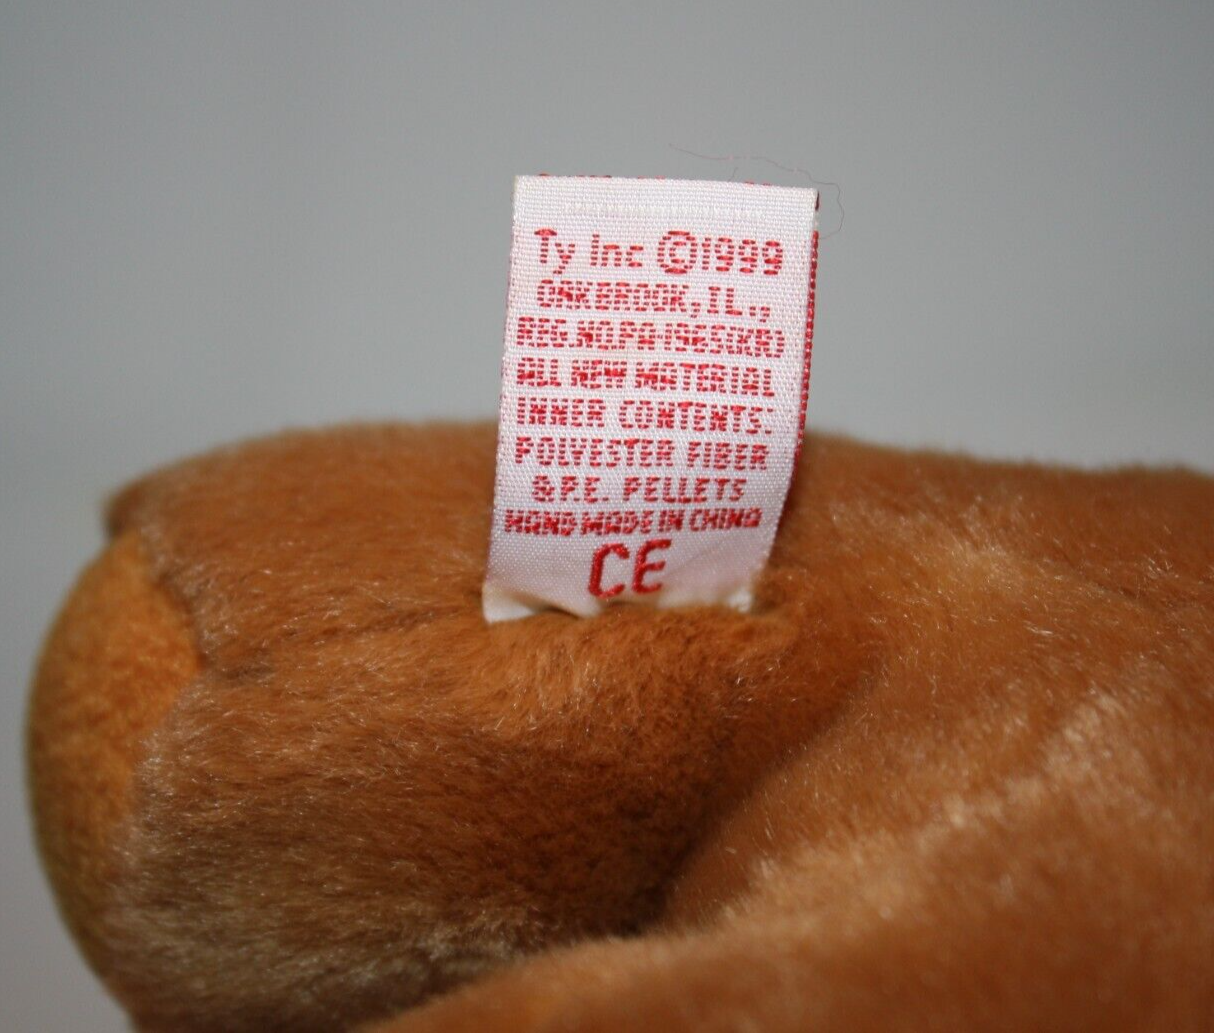 Ty Inc ©1999
OAKBROOK, IL.,,
REG.NO.PA-1965(KR)
ALL NEW MATERIAL
INNER CONTENTS:
POLYESTER FIBER
&P.E. PELLETS
HAND MADE IN CHINA
CE